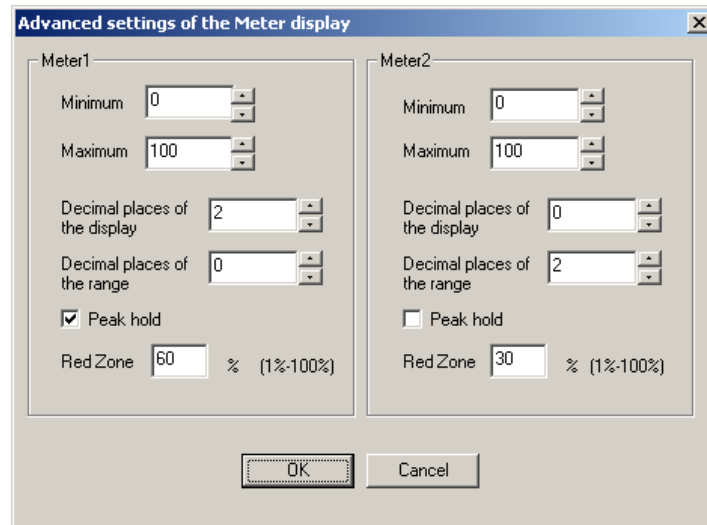 Advanced settings of the Meter display
Meter1
Minimum 0
Maximum 100
Decimal places of
the display 2
Decimal places of
the range 0
Peak hold
Red Zone 60 % (1%-100%)
Meter2
Minimum 0
Maximum 100
Decimal places of
the display 0
Decimal places of
the range 2
Peak hold
Red Zone 30 % (1%-100%)
OK Cancel